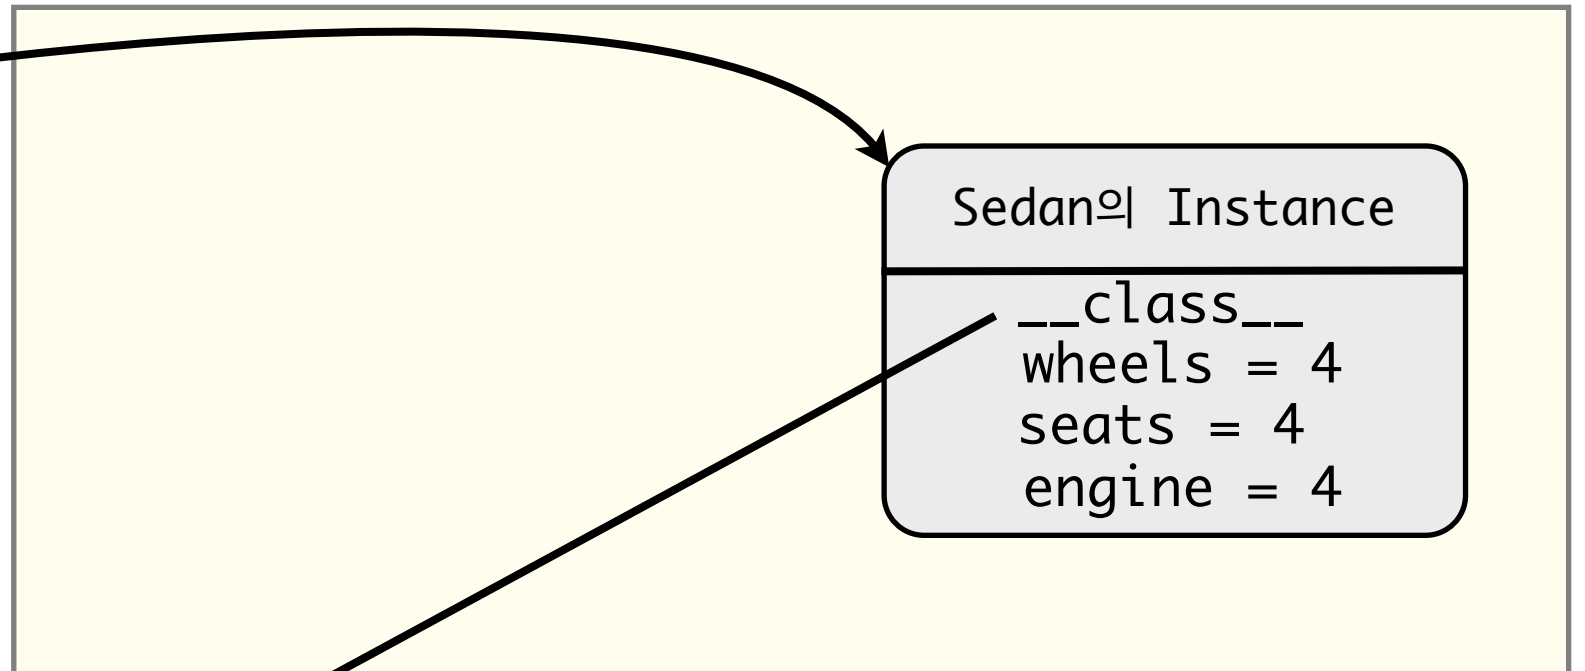 Sedan의 Instance
__class__
wheels = 4
seats = 4
engine = 4